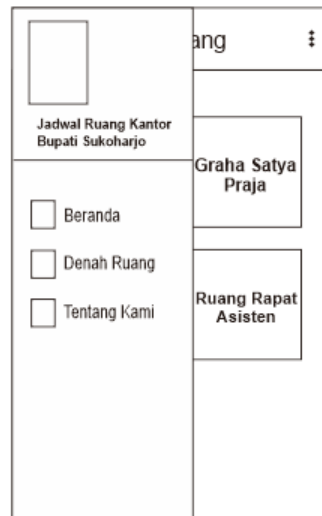 ang
Jadwal Ruang Kantor
Bupati Sukoharjo
Beranda
Denah Ruang
Tentang Kami
Graha Satya
Praja
Ruang Rapat
Asisten